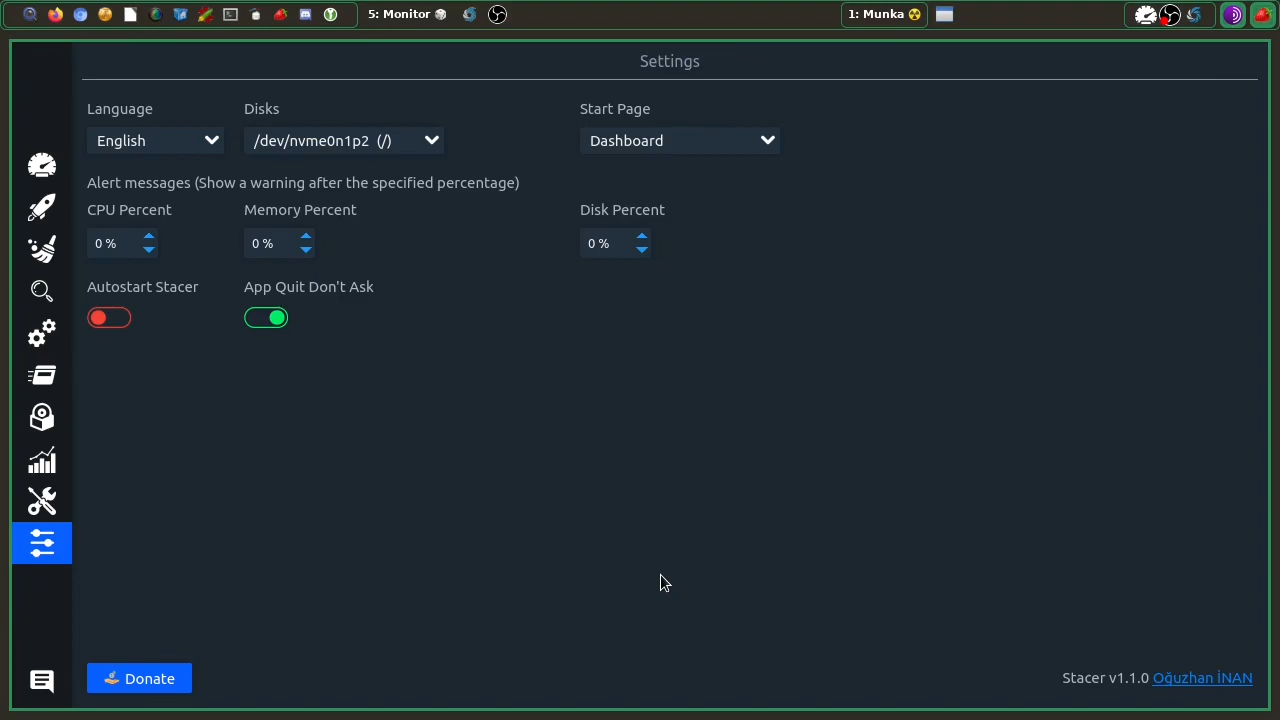 5: Monitor
1: Munka
Settings
Language
Disks
Start Page
English
/dev/nvme0n1p2 (/)
Dashboard
Alert messages (Show a warning after the specified percentage)
CPU Percent
Memory Percent
Disk Percent
0 %
0 %
0 %
Autostart Stacer
App Quit Don't Ask
Donate
Stacer v1.1.0 Oğuzhan İNAN